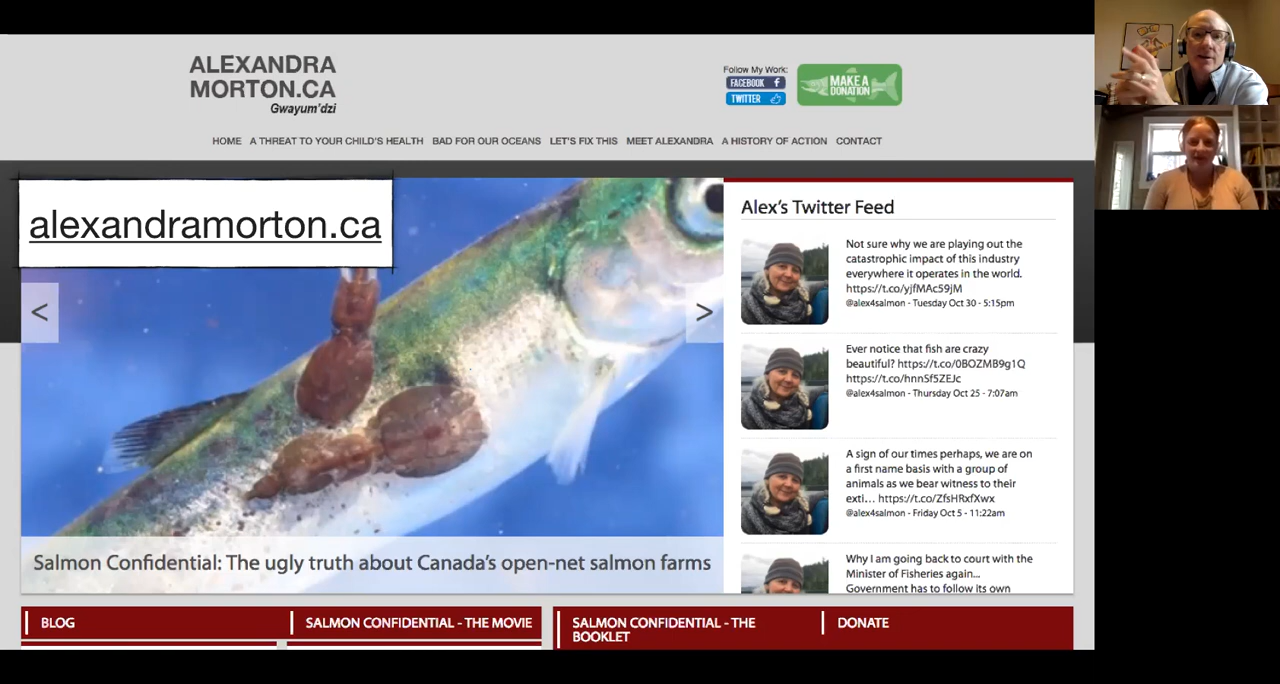 ALEXANDRA
MORTON.CA
Gwayum'dzi
Follow My Work:
FACEBOOK f
TWITTER
MAKE A
DONATION
HOME A THREAT TO YOUR CHILD'S HEALTH BAD FOR OUR OCEANS LET'S FIX THIS MEET ALEXANDRA A HISTORY OF ACTION CONTACT
alexandramorton.ca
<
>
Salmon Confidential: The ugly truth about Canada's open-net salmon farms
Alex's Twitter Feed
Not sure why we are playing out the
catastrophic impact of this industry
everywhere it operates in the world.
https://t.co/yjfMAc59jM
@alex4salmon - Tuesday Oct 30 - 5:15pm
Ever notice that fish are crazy
beautiful? https://t.co/0BOZMB9g1Q
https://t.co/hnnSf5ZEJc
@alex4salmon - Thursday Oct 25 - 7:07am
A sign of our times perhaps, we are on
a first name basis with a group of
animals as we bear witness to their
exti… https://t.co/ZfsHRxfXwx
@alex4salmon - Friday Oct 5 - 11:22am
Why I am going back to court with the
Minister of Fisheries again...
Government has to follow its own
BLOG
SALMON CONFIDENTIAL - THE MOVIE
SALMON CONFIDENTIAL - THE
BOOKLET
DONATE